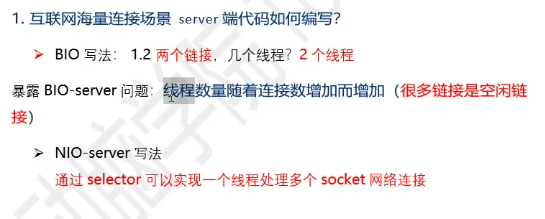 1. 互联网海量连接场景 server 端代码如何编写?
➢ BIO 写法： 1.2 两个链接，几个线程? 2 个线程
暴露 BIO-server 问题：线程数量随着连接数增加而增加（很多链接是空闲链
接）
➢ NIO-server 写法
通过 selector 可以实现一个线程处理多个 socket 网络连接